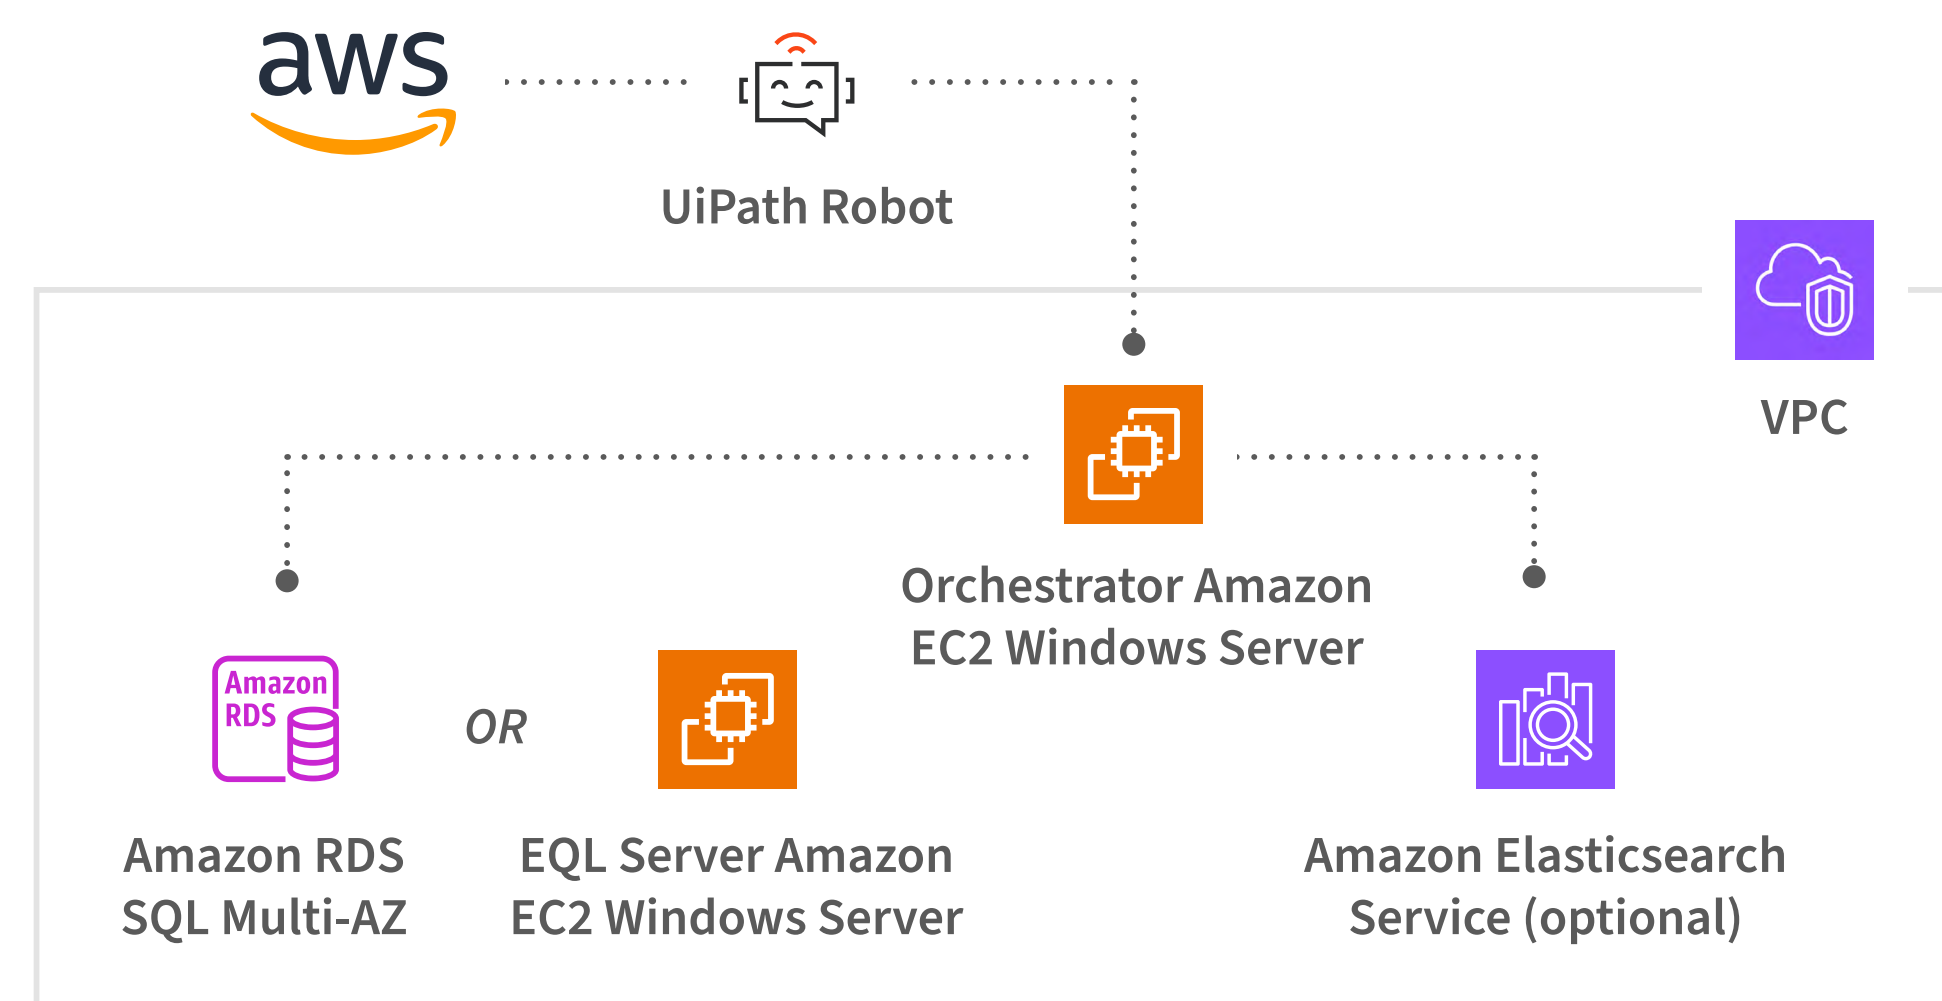 aws
UiPath Robot
VPC
Orchestrator Amazon
EC2 Windows Server
Amazon
RDS
OR
Amazon RDS
SQL Multi-AZ
EQL Server Amazon
EC2 Windows Server
Amazon Elasticsearch
Service (optional)